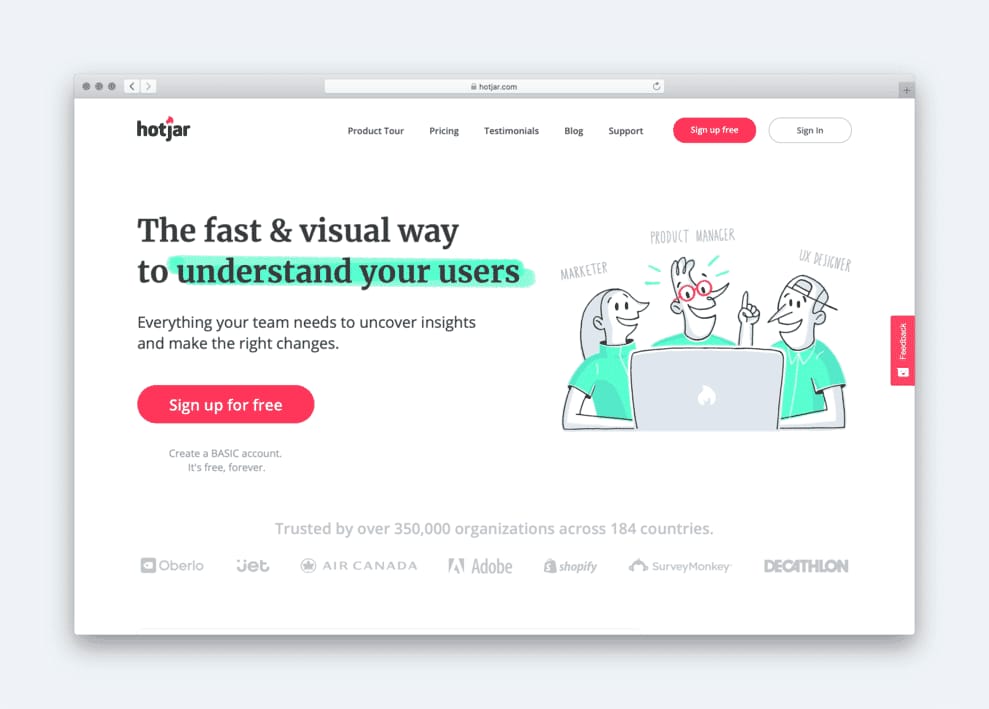 hotjar.com
hotjar
Product Tour
Pricing
Testimonials
Blog
Support
Sign up free
Sign In
The fast & visual way
to understand your users
Everything your team needs to uncover insights
and make the right changes.
Sign up for free
Create a BASIC account.
It's free, forever.
MARKETER
PRODUCT MANAGER
UX DESIGNER
Feedback
Trusted by over 350,000 organizations across 184 countries.
Oberlo
jet
AIR CANADA
Adobe
shopify
SurveyMonkey
DECATHLON